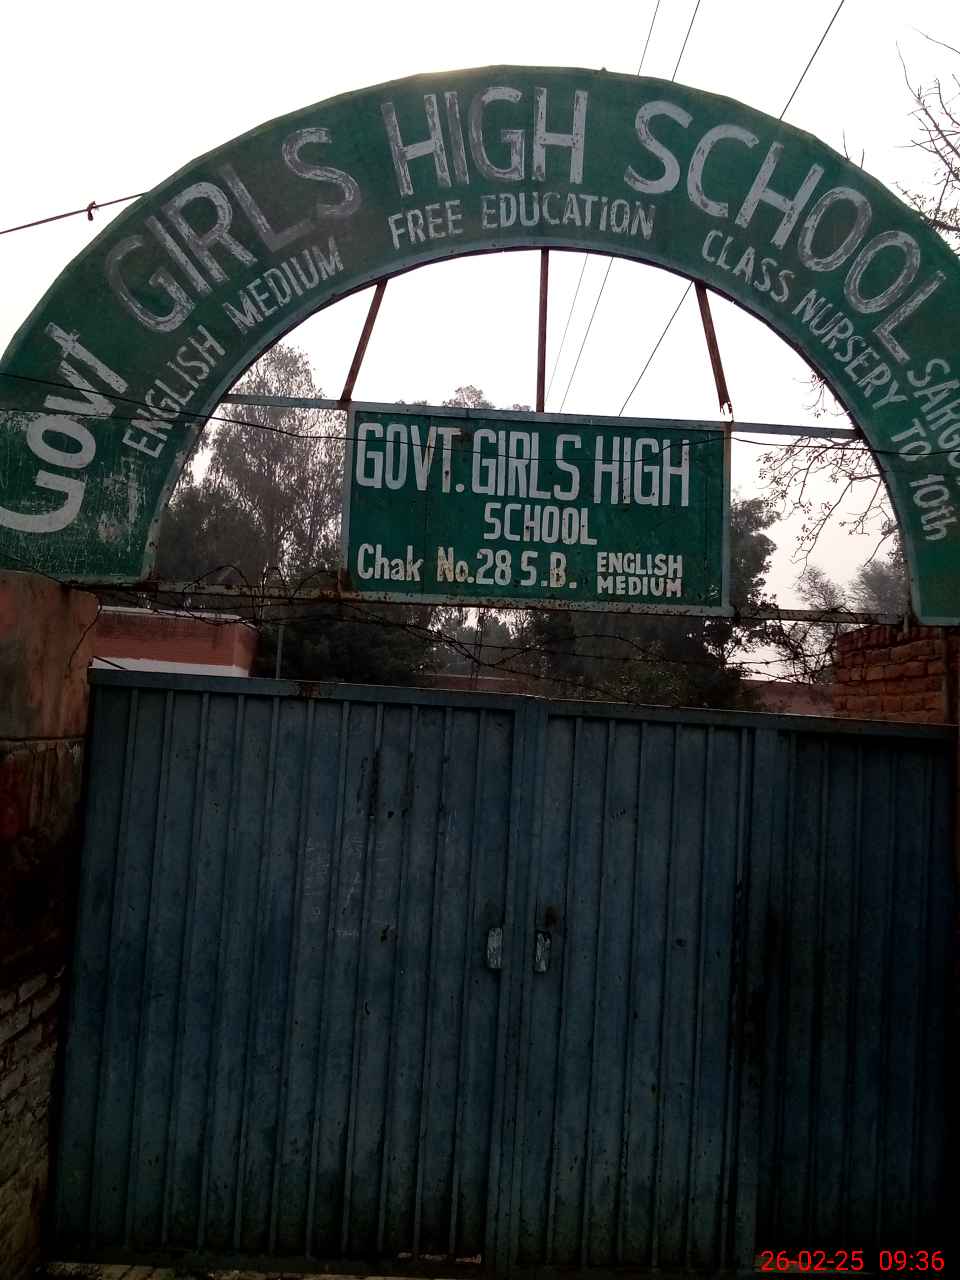 Govt GIRLS HIGH SCHOOL
ENGLISH MEDIUM FREE EDUCATION CLASS NURSERY TO 10th
GOVT. GIRLS HIGH
SCHOOL
Chak No.28 S.B. ENGLISH
MEDIUM
26-02-25 09:36